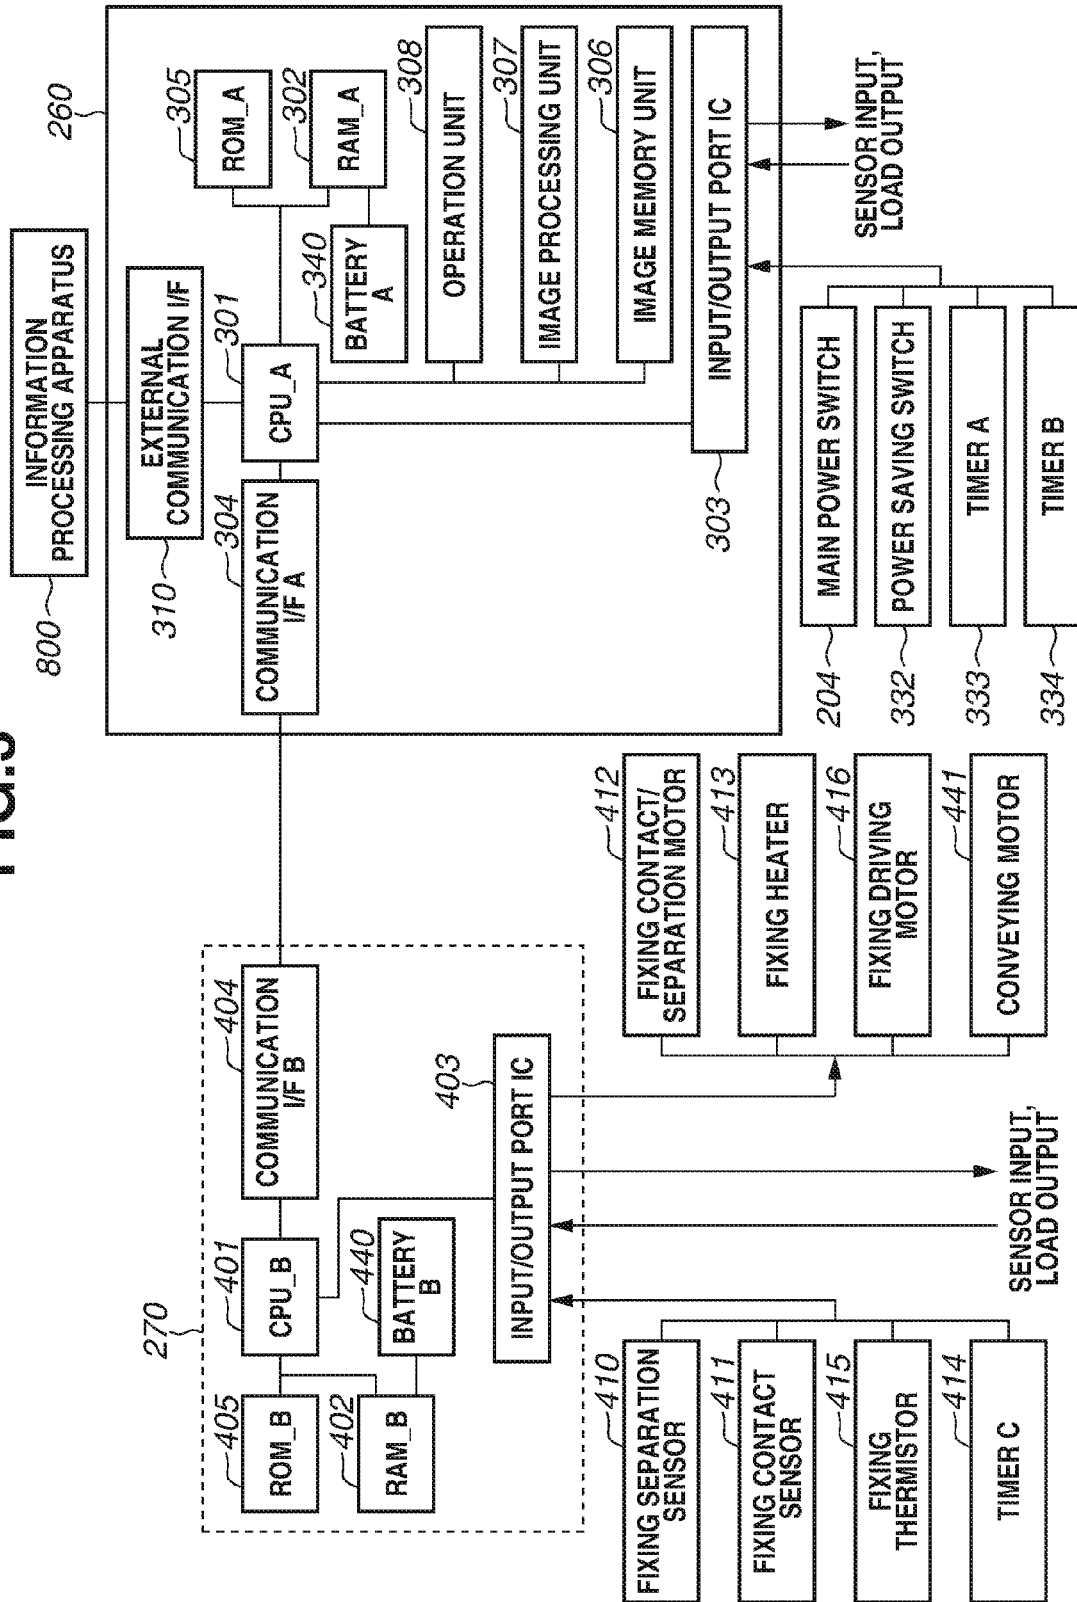 INFORMATION
PROCESSING APPARATUS
800
260
270
EXTERNAL
COMMUNICATION I/F
310
405
ROM_B
401
CPU_B
404
COMMUNICATION
I/F B
304
COMMUNICATION
I/F A
301
CPU_A
305
ROM_A
402
RAM_B
440
BATTERY
B
340
BATTERY
A
302
RAM_A
308
OPERATION UNIT
307
IMAGE PROCESSING UNIT
306
IMAGE MEMORY UNIT
403
INPUT/OUTPUT PORT IC
303
INPUT/OUTPUT PORT IC
410
FIXING SEPARATION
SENSOR
411
FIXING CONTACT
SENSOR
415
FIXING
THERMISTOR
414
TIMER C
SENSOR INPUT,
LOAD OUTPUT
412
FIXING CONTACT/
SEPARATION MOTOR
413
FIXING HEATER
416
FIXING DRIVING
MOTOR
441
CONVEYING MOTOR
204
MAIN POWER SWITCH
332
POWER SAVING SWITCH
333
TIMER A
334
TIMER B
SENSOR INPUT,
LOAD OUTPUT